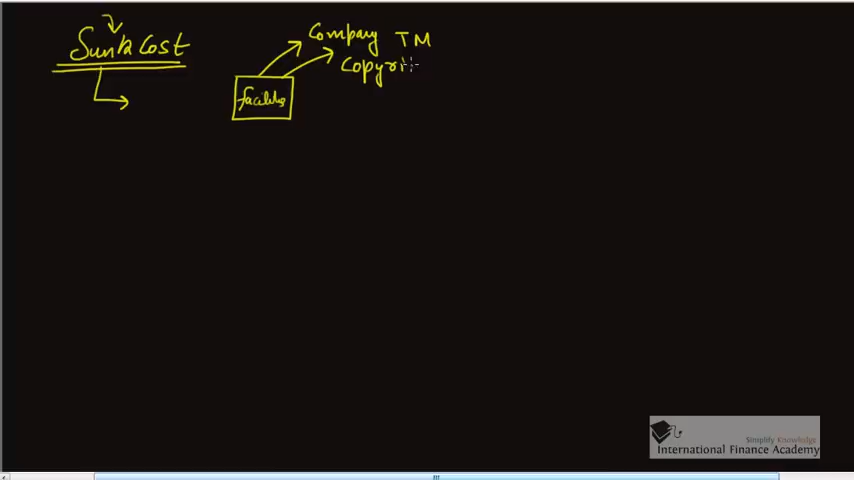 Sunk Cost
Company TM
Copyri
facility
Simplify Knowledge
International Finance Academy